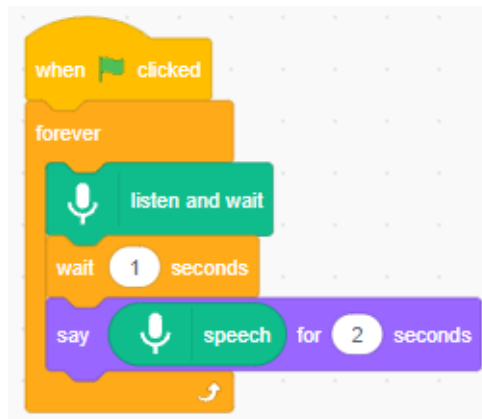 when clicked
forever
listen and wait
wait 1 seconds
say speech for 2 seconds